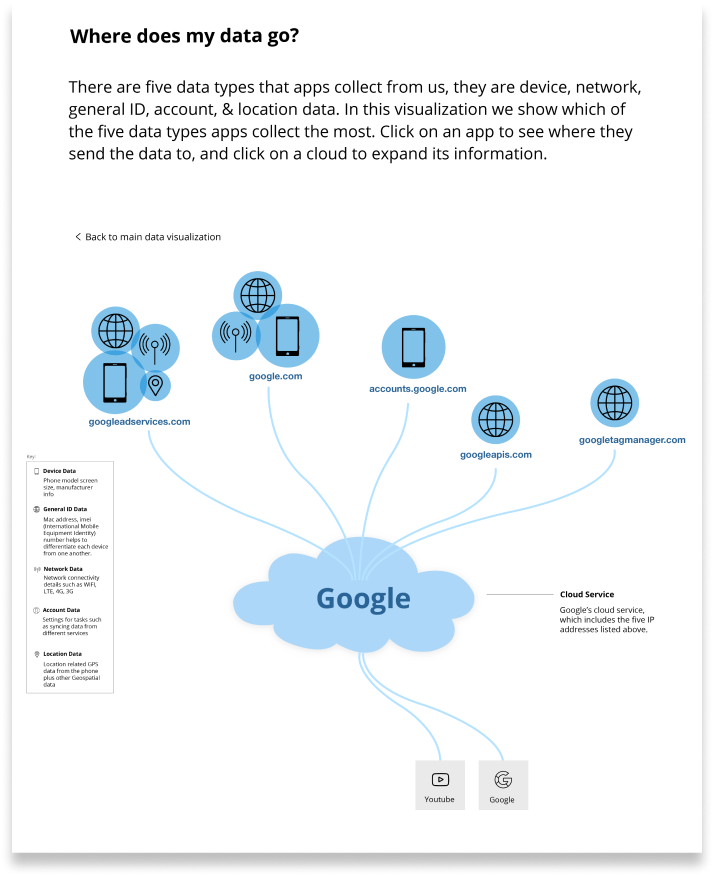 Where does my data go?
There are five data types that apps collect from us, they are device, network,
general ID, account, & location data. In this visualization we show which of
the five data types apps collect the most. Click on an app to see where they
send the data to, and click on a cloud to expand its information.
Back to main data visualization
google.com
accounts.google.com
googleadservices.com
googleapis.com
googletagmanager.com
Key:
Device Data
Phone model screen
size, manufacturer
info
General ID Data
Mac address, imei
(International Mobile
Equipment Identity)
number helps to
differentiate each device
from one another.
Network Data
Network connectivity
details such as WiFi,
LTE, 4G, 3G
Account Data
Settings for tasks such
as syncing data from
different services
Location Data
Location related GPS
data from the phone
plus other Geospatial
data
Google
Cloud Service
Google's cloud service,
which includes the five IP
addresses listed above.
Youtube
Google